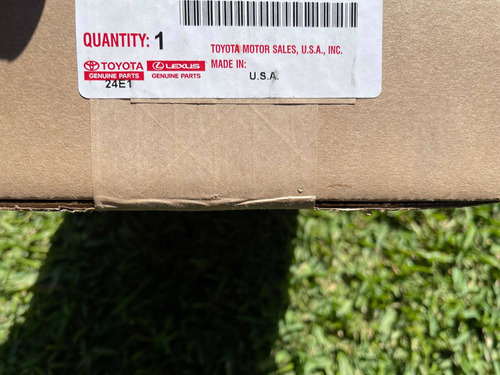 QUANTITY: 1
TOYOTA MOTOR SALES, U.S.A., INC.
TOYOTA
GENUINE PARTS
LEXUS
GENUINE PARTS
MADE IN:
U.S.A.
24E1